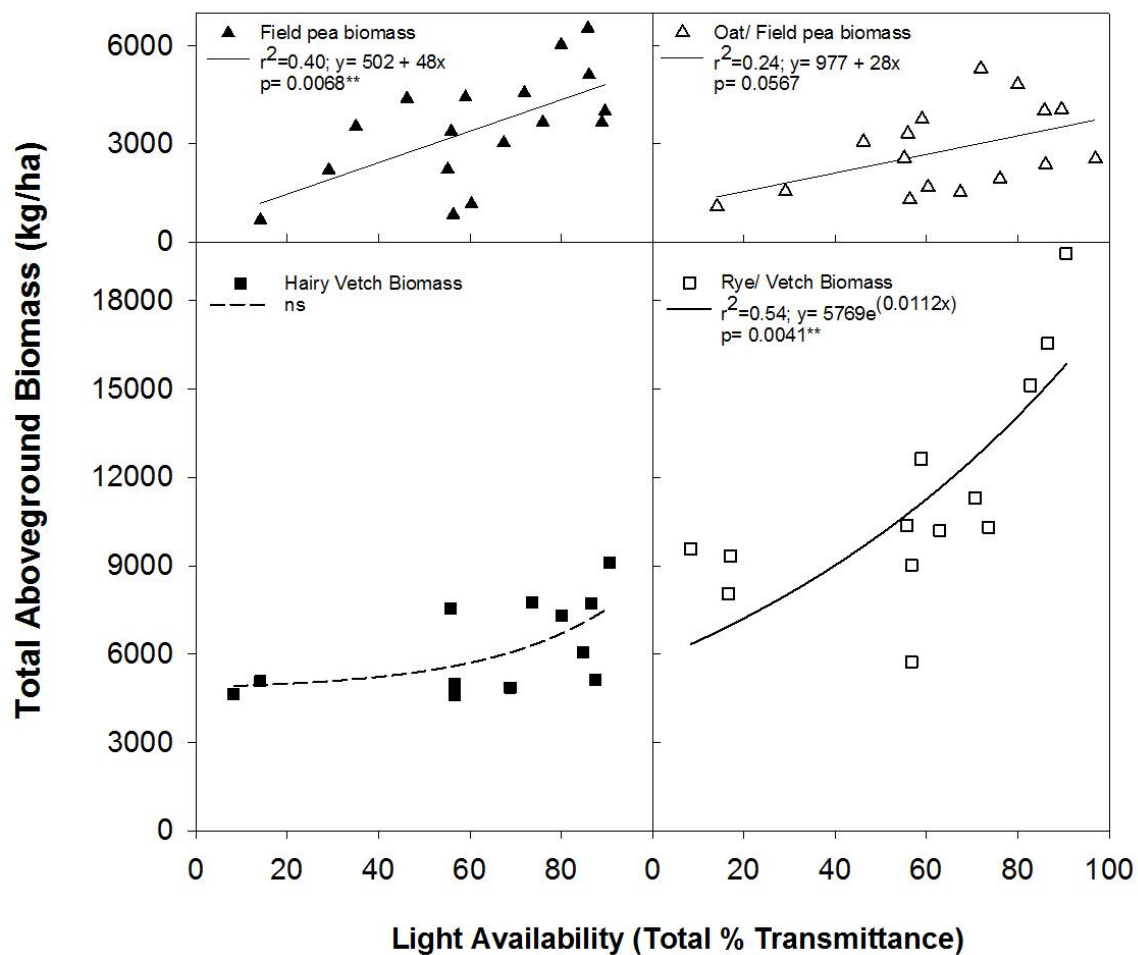 Total Aboveground Biomass (kg/ha)
6000
3000
0
Field pea biomass
r2=0.40; y= 502 + 48x
p= 0.0068**
Oat/ Field pea biomass
r2=0.24; y= 977 + 28x
p= 0.0567
18000
15000
12000
9000
6000
3000
0
Hairy Vetch Biomass
ns
Rye/ Vetch Biomass
r2=0.54; y= 5769e(0.0112x)
p= 0.0041**
0 20 40 60 80 0 20 40 60 80 100
Light Availability (Total % Transmittance)